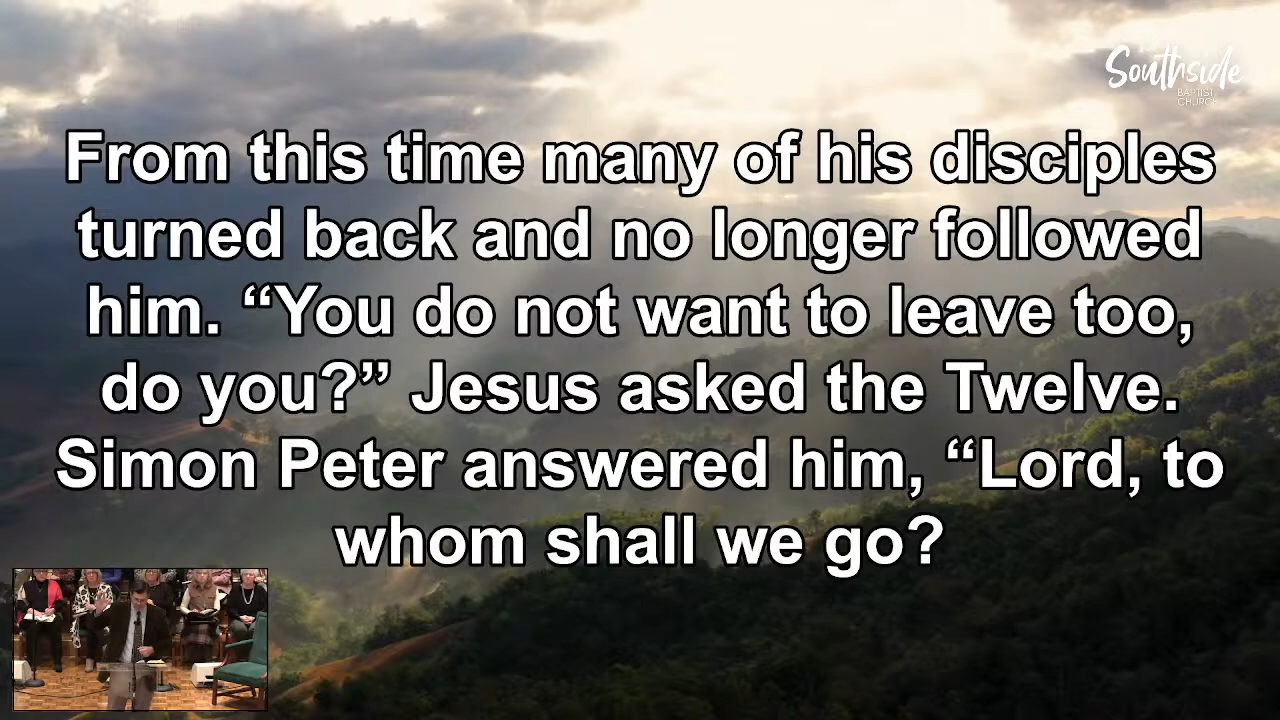 Southside
BAPTIST
CHURCH
From this time many of his disciples
turned back and no longer followed
him. “You do not want to leave too,
do you?” Jesus asked the Twelve.
Simon Peter answered him, “Lord, to
whom shall we go?